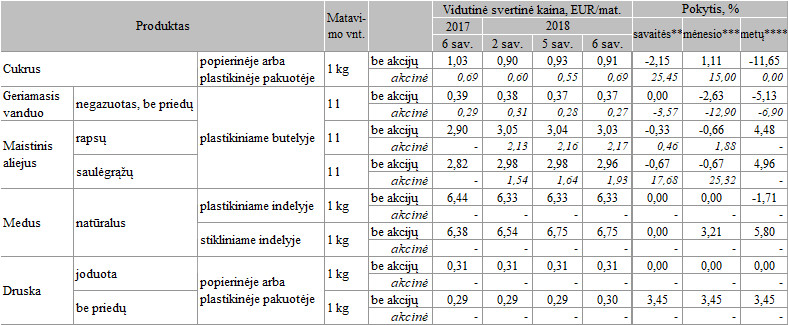 Produktas Matavi-mo vnt. Vidutinė svertinė kaina, EUR/mat. Pokytis, %
2017 2018 savaitės** mėnesio*** metų****
6 sav. 2 sav. 5 sav. 6 sav.
Cukrus popierinėje arba plastikinėje pakuotėje 1 kg be akcijų 1,03 0,90 0,93 0,91 -2,15 1,11 -11,65
akcinė 0,69 0,60 0,55 0,69 25,45 15,00 0,00
Geriamasis vanduo negazuotas, be priedų plastikiniame butelyje 1 l be akcijų 0,39 0,38 0,37 0,37 0,00 -2,63 -5,13
akcinė 0,29 0,31 0,28 0,27 -3,57 -12,90 -6,90
Maistinis aliejus rapsų 1 l be akcijų 2,90 3,05 3,04 3,03 -0,33 -0,66 4,48
akcinė - 2,13 2,16 2,17 0,46 1,88 -
saulėgrąžų 1 l be akcijų 2,82 2,98 2,98 2,96 -0,67 -0,67 4,96
akcinė - 1,54 1,64 1,93 17,68 25,32 -
Medus natūralus plastikiniame indelyje 1 kg be akcijų 6,44 6,33 6,33 6,33 0,00 0,00 -1,71
akcinė - - - - - - -
stikliniame indelyje 1 kg be akcijų 6,38 6,54 6,75 6,75 0,00 3,21 5,80
akcinė - - - - - - -
Druska joduota popierinėje arba plastikinėje pakuotėje 1 kg be akcijų 0,31 0,31 0,31 0,31 0,00 0,00 0,00
akcinė - - - - - - -
be priedų 1 kg be akcijų 0,29 0,29 0,29 0,30 3,45 3,45 3,45
akcinė - - - - - - -